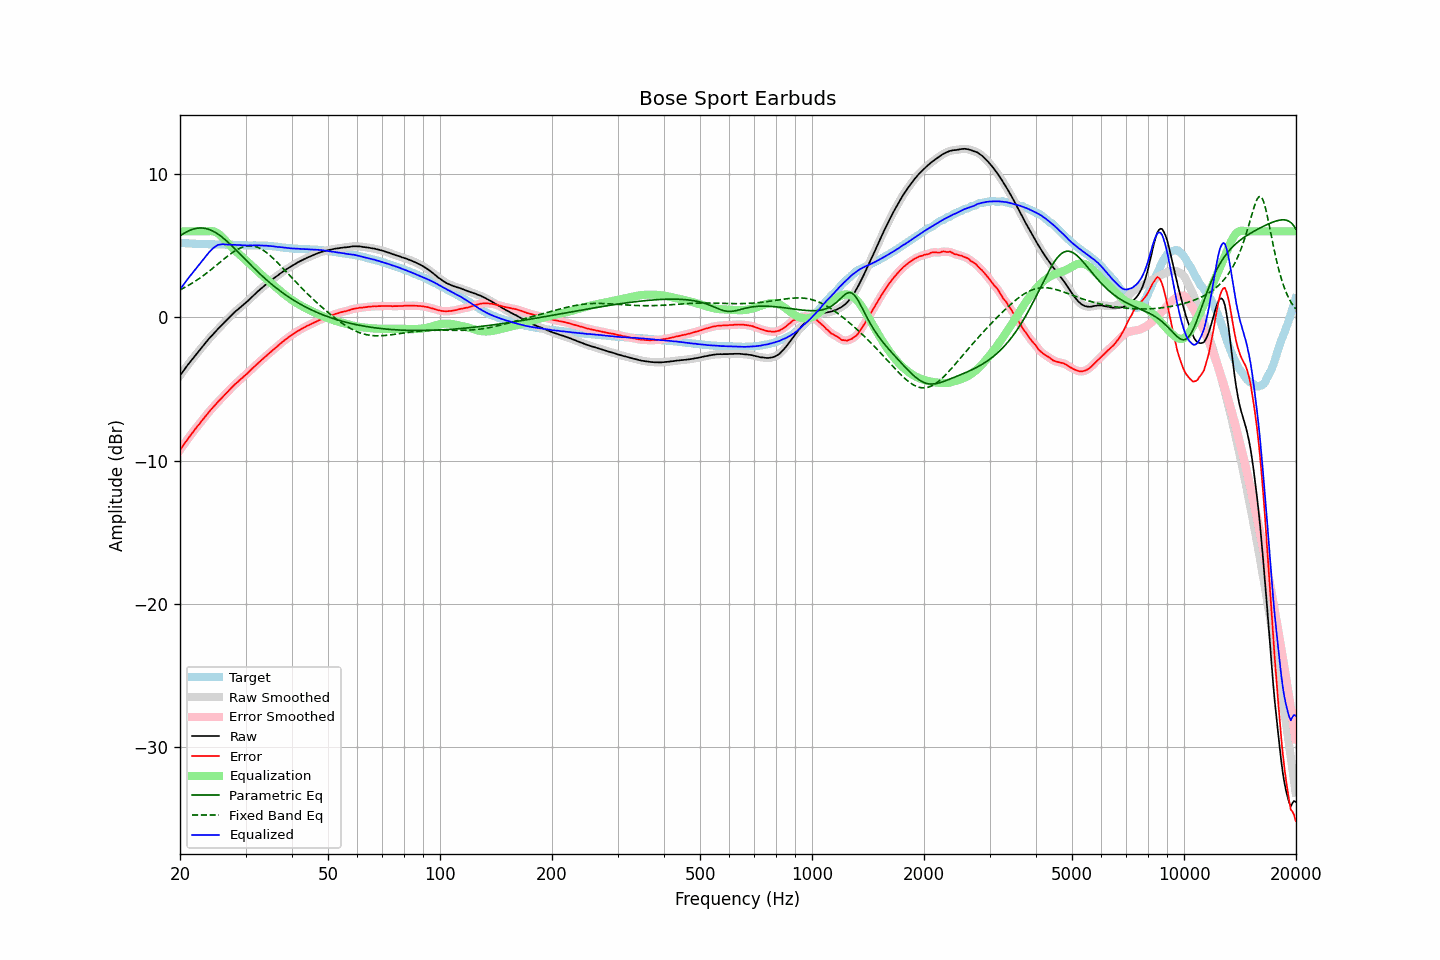 Bose Sport Earbuds
Amplitude (dBr)
10
0
−10
−20
−30
Target
Raw Smoothed
Error Smoothed
Raw
Error
Equalization
Parametric Eq
Fixed Band Eq
Equalized
20 50 100 200 500 1000 2000 5000 10000 20000
Frequency (Hz)